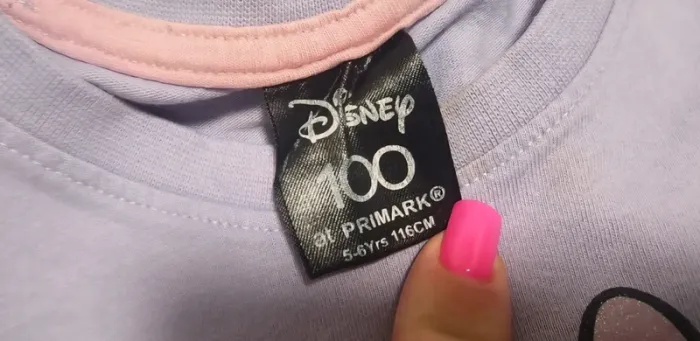 Disney
100
at PRIMARK®
5-6Yrs 116CM